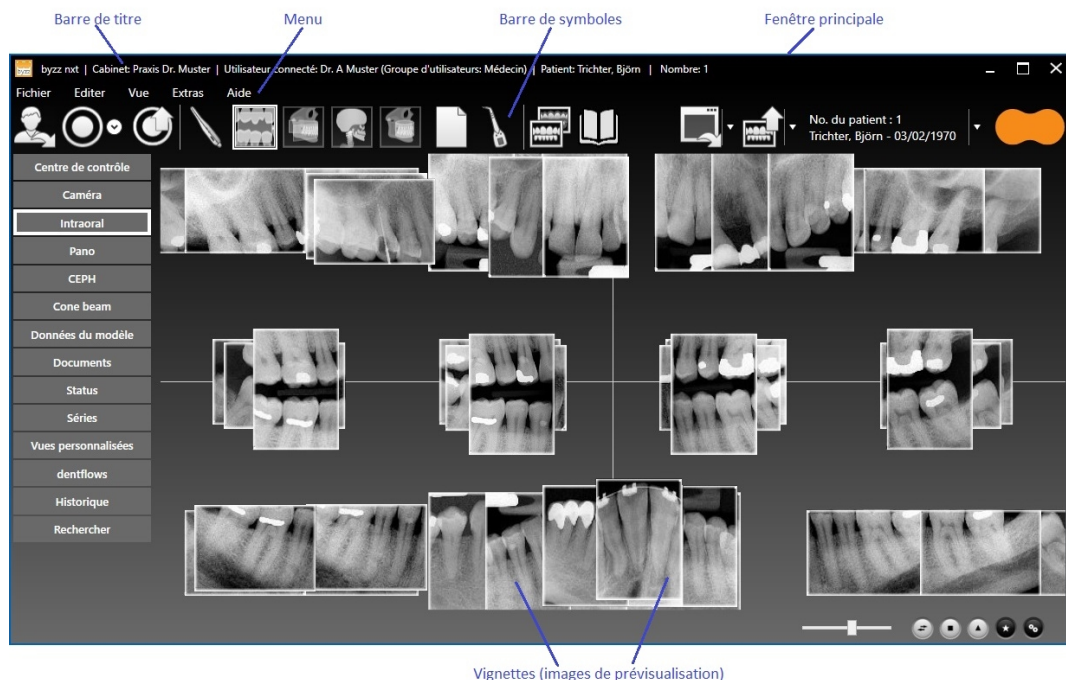 Barre de titre
Menu
Barre de symboles
Fenêtre principale
byzz nxt | Cabinet: Praxis Dr. Muster | Utilisateur connecté: Dr. A Muster (Groupe d'utilisateurs: Médecin) | Patient: Trichter, Björn | Nombre: 1
Fichier Editer Vue Extras Aide
No. du patient : 1
Trichter, Björn - 03/02/1970
Centre de contrôle
Caméra
Intraoral
Pano
CEPH
Cone beam
Données du modèle
Documents
Status
Séries
Vues personnalisées
dentflows
Historique
Rechercher
Vignettes (images de prévisualisation)